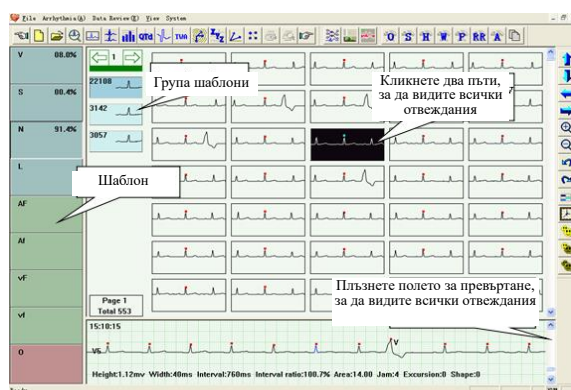 File Arrhythmia(A) Data Review(E) View System
QTd TUR Zzz O S H W P RR A
V 08.0%
S 00.4%
N 91.4%
L
AF
Af
vF
vf
O
1
22108
3142
3057
Page 1
Total 553
Група шаблони
Кликнете два пъти,
за да видите всички
отвеждания
Шаблон
Плъзнете полето за превъртане,
за да видите всички отвеждания
15:10:15
V5
V
Height:1.12mv Width:40ms Interval:760ms Interval ratio:100.7% Area:14.00 Jam:4 Excursion:0 Shape:0